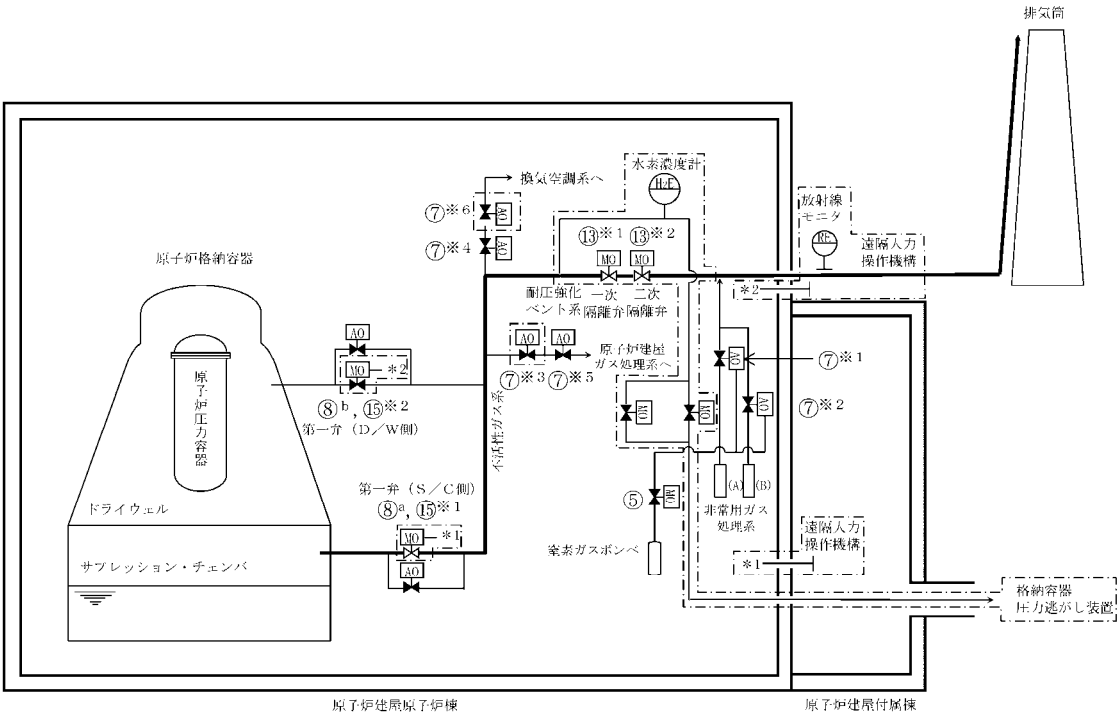 排気筒
水素濃度計
H₂E
換気空調系へ
⑦※6
AO
⑦※4
AO
放射線
モニタ
RE
遠隔人力
操作機構
⑬※1
⑬※2
MO
MO
*2
原子炉格納容器
耐圧強化
ベント系
一次
隔離弁
二次
隔離弁
AO
MO
*2
AO
AO
原子炉建屋
ガス処理系へ
⑦※3
⑦※5
AO
⑦※1
原子炉圧力容器
⑧b, ⑮※2
第一弁(D/W側)
不活性ガス系
MO
MO
AO
⑦※2
第一弁(S/C側)
⑧a, ⑮※1
ドライウェル
⑤
MO
(A)
(B)
非常用ガス
処理系
MO
*1
AO
サプレッション・チェンバ
窒素ガスボンベ
遠隔人力
操作機構
*1
格納容器
圧力逃がし装置
原子炉建屋原子炉棟
原子炉建屋付属棟